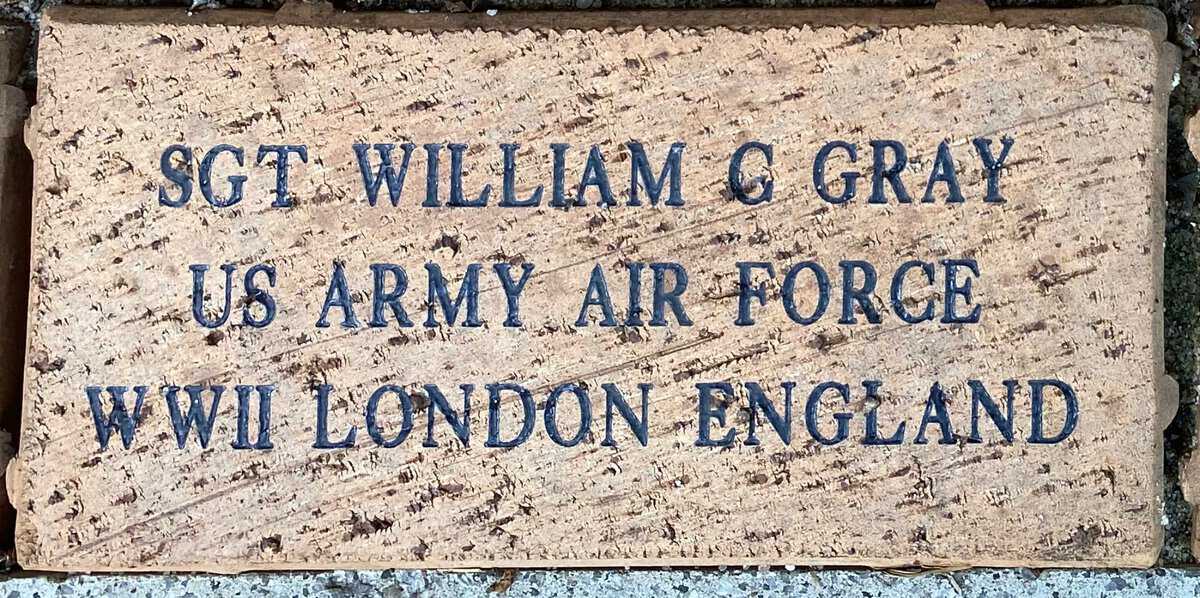 SGT WILLIAM C GRAY
US ARMY AIR FORCE
WWII LONDON ENGLAND